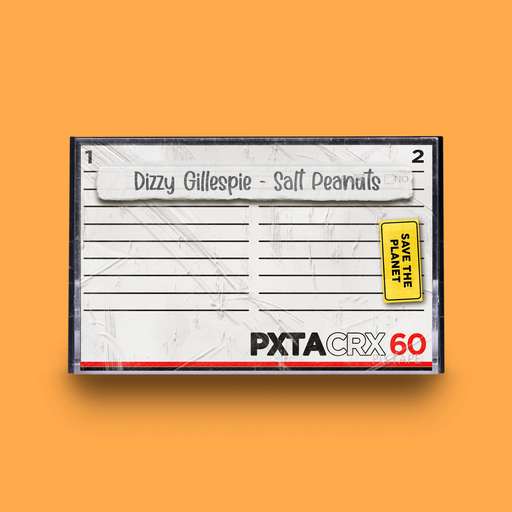 1 2
Dizzy Gillespie - Salt Peanuts
NO
SAVE THE
PLANET
PXTACRX 60